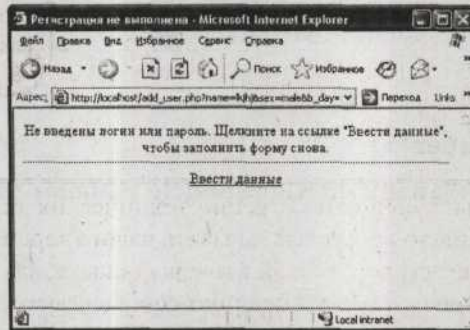 Регистрация не выполнена - Microsoft Internet Explorer
Файл Правка Вид Избранное Сервис Справка
Назад Поиск Избранное
Адрес: http://localhost/add_user.php?name=lkjhj&sex=male&b_day= Переход Links
Не введены логин или пароль. Щелкните на ссылке "Ввести данные",
чтобы заполнить форму снова.
Ввести данные
Local intranet